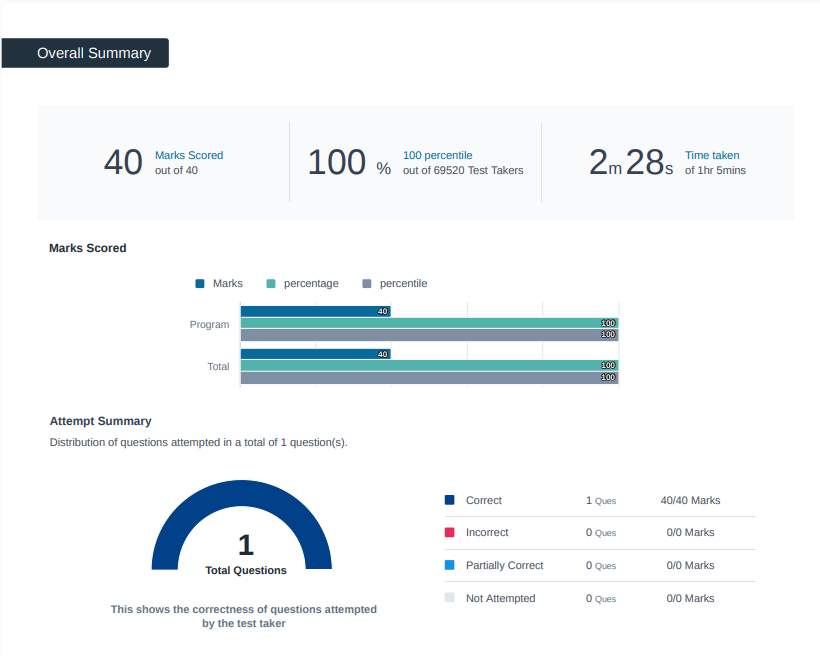 Overall Summary
40 Marks Scored
out of 40
100 % 100 percentile
out of 69520 Test Takers
2m 28s Time taken
of 1hr 5mins
Marks Scored
Marks percentage percentile
Program 40
100
100
Total 40
100
100
Attempt Summary
Distribution of questions attempted in a total of 1 question(s).
1
Total Questions
This shows the correctness of questions attempted
by the test taker
Correct 1 Ques 40/40 Marks
Incorrect 0 Ques 0/0 Marks
Partially Correct 0 Ques 0/0 Marks
Not Attempted 0 Ques 0/0 Marks